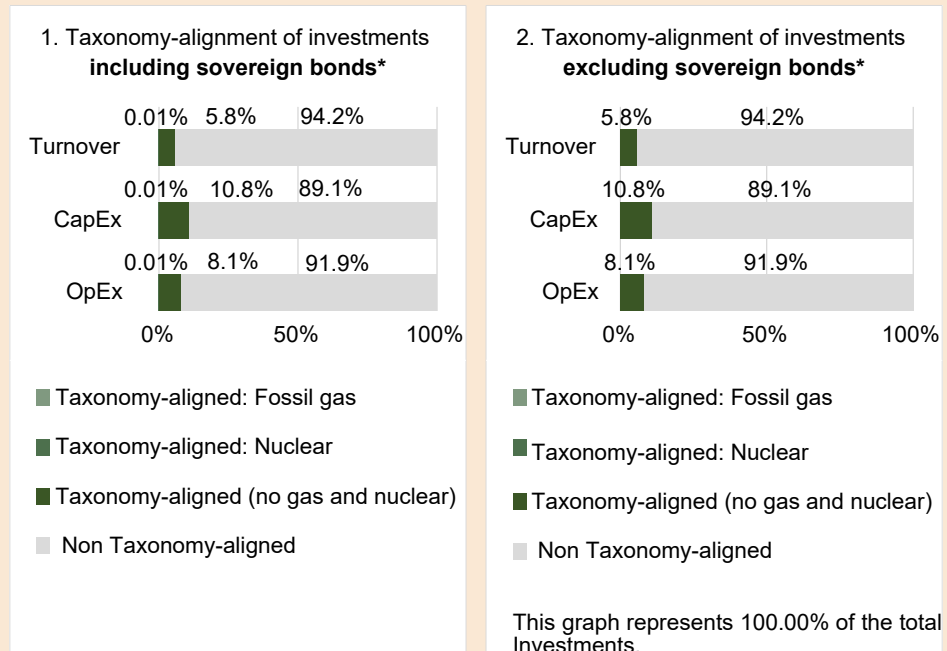 1. Taxonomy-alignment of investments
including sovereign bonds*
0.01% 5.8% 94.2%
Turnover
0.01% 10.8% 89.1%
CapEx
0.01% 8.1% 91.9%
OpEx
0% 50% 100%
Taxonomy-aligned: Fossil gas
Taxonomy-aligned: Nuclear
Taxonomy-aligned (no gas and nuclear)
Non Taxonomy-aligned
2. Taxonomy-alignment of investments
excluding sovereign bonds*
5.8% 94.2%
Turnover
10.8% 89.1%
CapEx
8.1% 91.9%
OpEx
0% 50% 100%
Taxonomy-aligned: Fossil gas
Taxonomy-aligned: Nuclear
Taxonomy-aligned (no gas and nuclear)
Non Taxonomy-aligned
This graph represents 100.00% of the total
Investments.